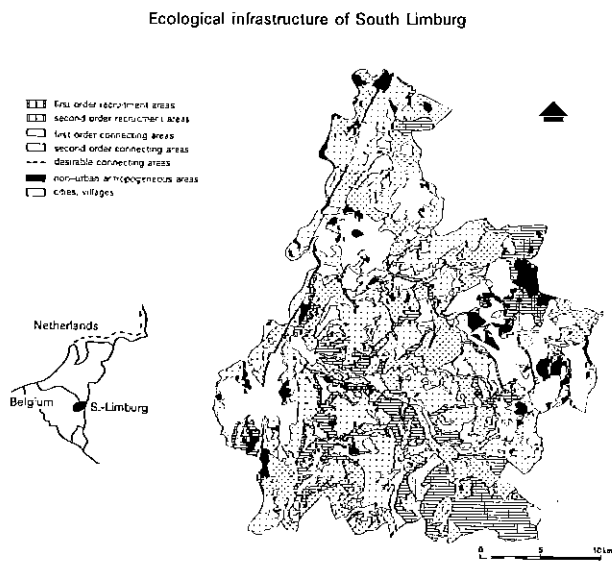 Ecological infrastructure of South Limburg
first order recruitment areas
second order recruitment areas
first order connecting areas
second order connecting areas
desirable connecting areas
non-urban antropogeneous areas
cities, villages
Netherlands
Belgium
S.-Limburg
0 5 10 km